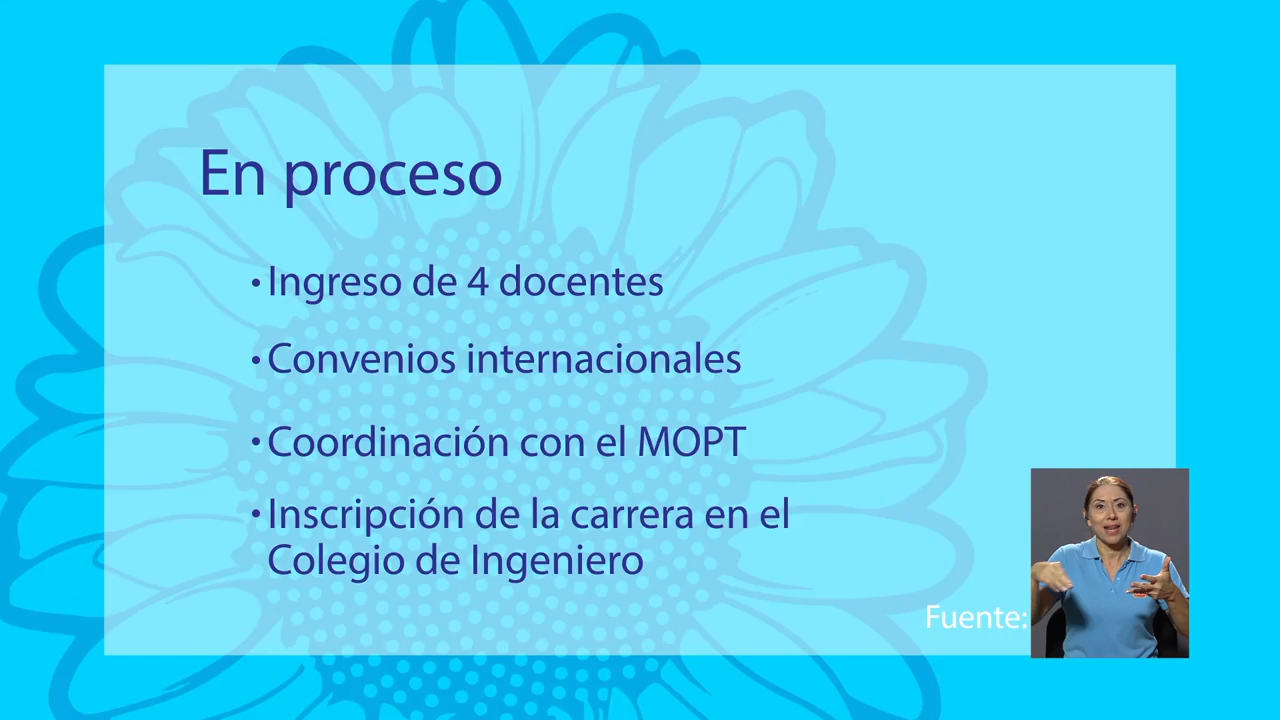 En proceso
• Ingreso de 4 docentes
• Convenios internacionales
• Coordinación con el MOPT
• Inscripción de la carrera en el
Colegio de Ingeniero
Fuente: